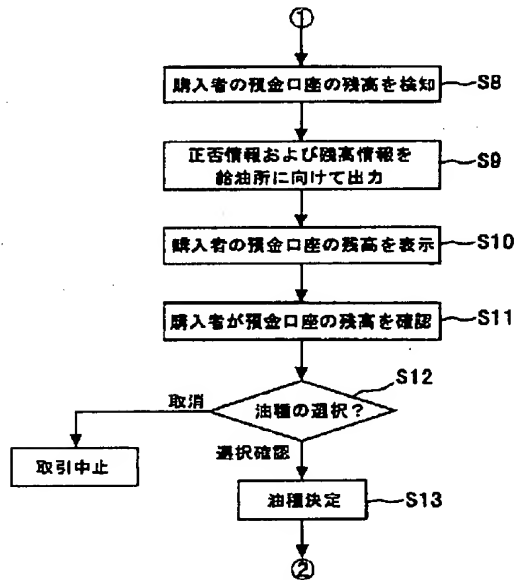 ①
購入者の預金口座の残高を検知 S8
正否情報および残高情報を
給油所に向けて出力 S9
購入者の預金口座の残高を表示 S10
購入者が預金口座の残高を確認 S11
S12
油種の選択？
取消
取引中止
選択確認
油種決定 S13
②